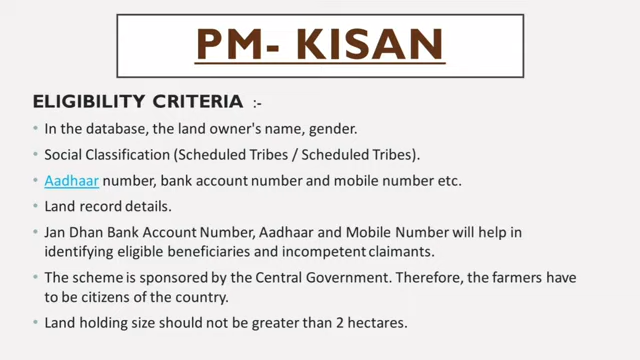 PM- KISAN
ELIGIBILITY CRITERIA :-
• In the database, the land owner's name, gender.
• Social Classification (Scheduled Tribes / Scheduled Tribes).
• Aadhaar number, bank account number and mobile number etc.
• Land record details.
• Jan Dhan Bank Account Number, Aadhaar and Mobile Number will help in
identifying eligible beneficiaries and incompetent claimants.
• The scheme is sponsored by the Central Government. Therefore, the farmers have
to be citizens of the country.
• Land holding size should not be greater than 2 hectares.